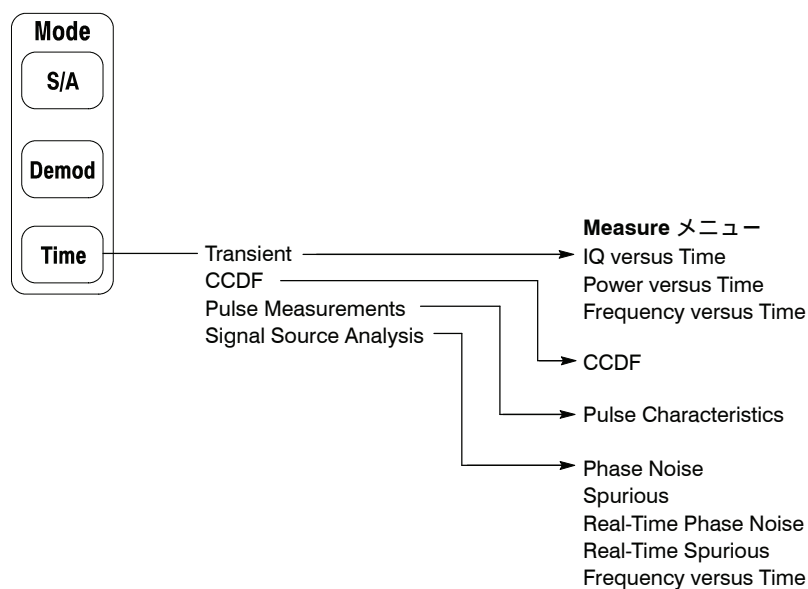 Mode
S/A
Demod
Time
Transient
CCDF
Pulse Measurements
Signal Source Analysis
Measure メニュー
IQ versus Time
Power versus Time
Frequency versus Time
CCDF
Pulse Characteristics
Phase Noise
Spurious
Real-Time Phase Noise
Real-Time Spurious
Frequency versus Time